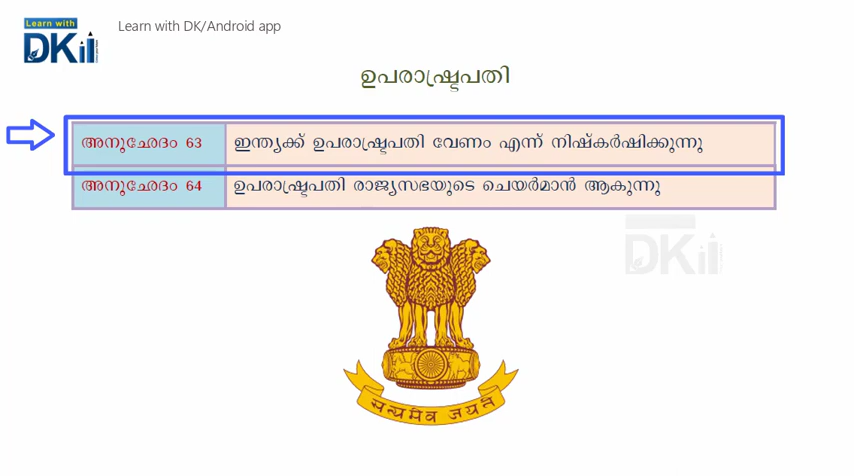 Learn with
DK
Learn with DK/Android app
ഉപരാഷ്ട്രപതി
അനുഛേദം 63 ഇന്ത്യക്ക് ഉപരാഷ്ട്രപതി വേണം എന്ന് നിഷ്കർഷിക്കുന്നു
അനുഛേദം 64 ഉപരാഷ്ട്രപതി രാജ്യസഭയുടെ ചെയർമാൻ ആകുന്നു
DK
सत्यमेव जयते